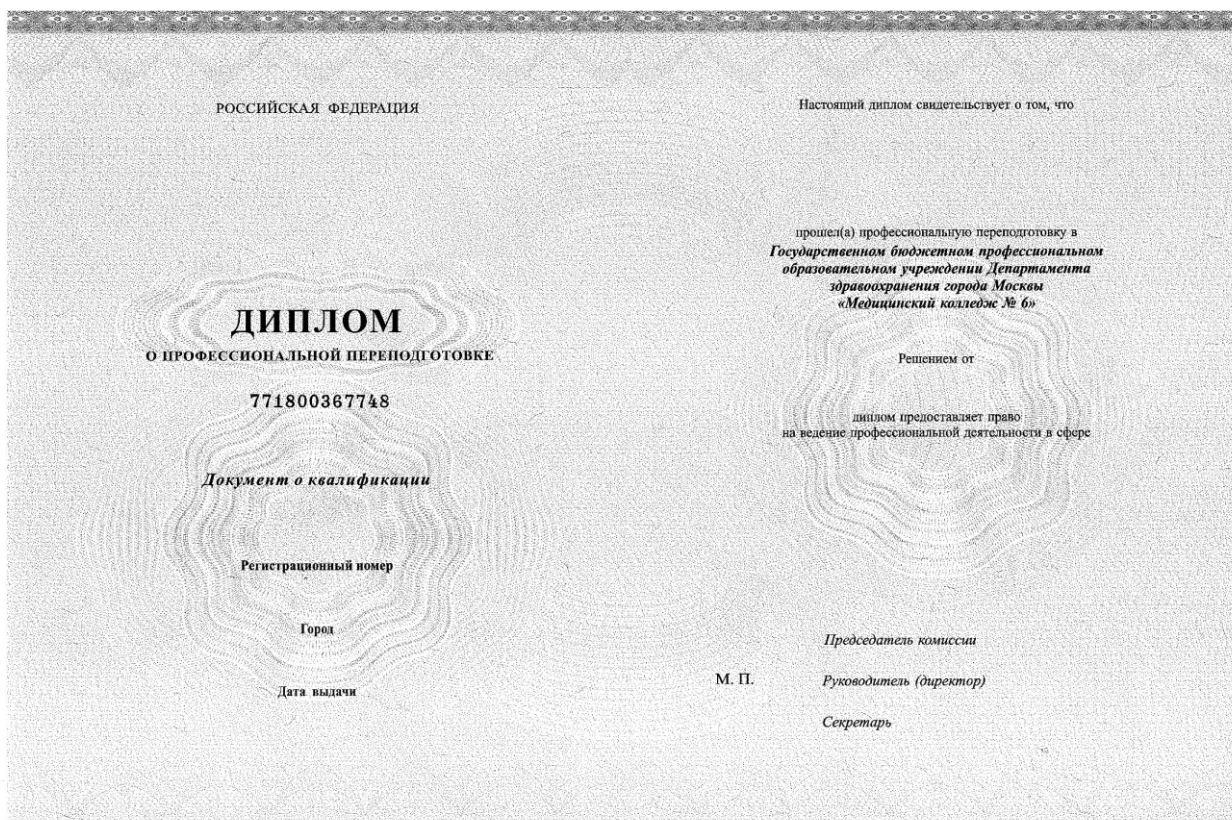 РОССИЙСКАЯ ФЕДЕРАЦИЯ
ДИПЛОМ
О ПРОФЕССИОНАЛЬНОЙ ПЕРЕПОДГОТОВКЕ
771800367748
Документ о квалификации
Регистрационный номер
Город
Дата выдачи
Настоящий диплом свидетельствует о том, что
прошел(а) профессиональную переподготовку в
Государственном бюджетном профессиональном
образовательном учреждении Департамента
здравоохранения города Москвы
«Медицинский колледж № 6»
Решением от
диплом предоставляет право
на ведение профессиональной деятельности в сфере
Председатель комиссии
М. П.
Руководитель (директор)
Секретарь